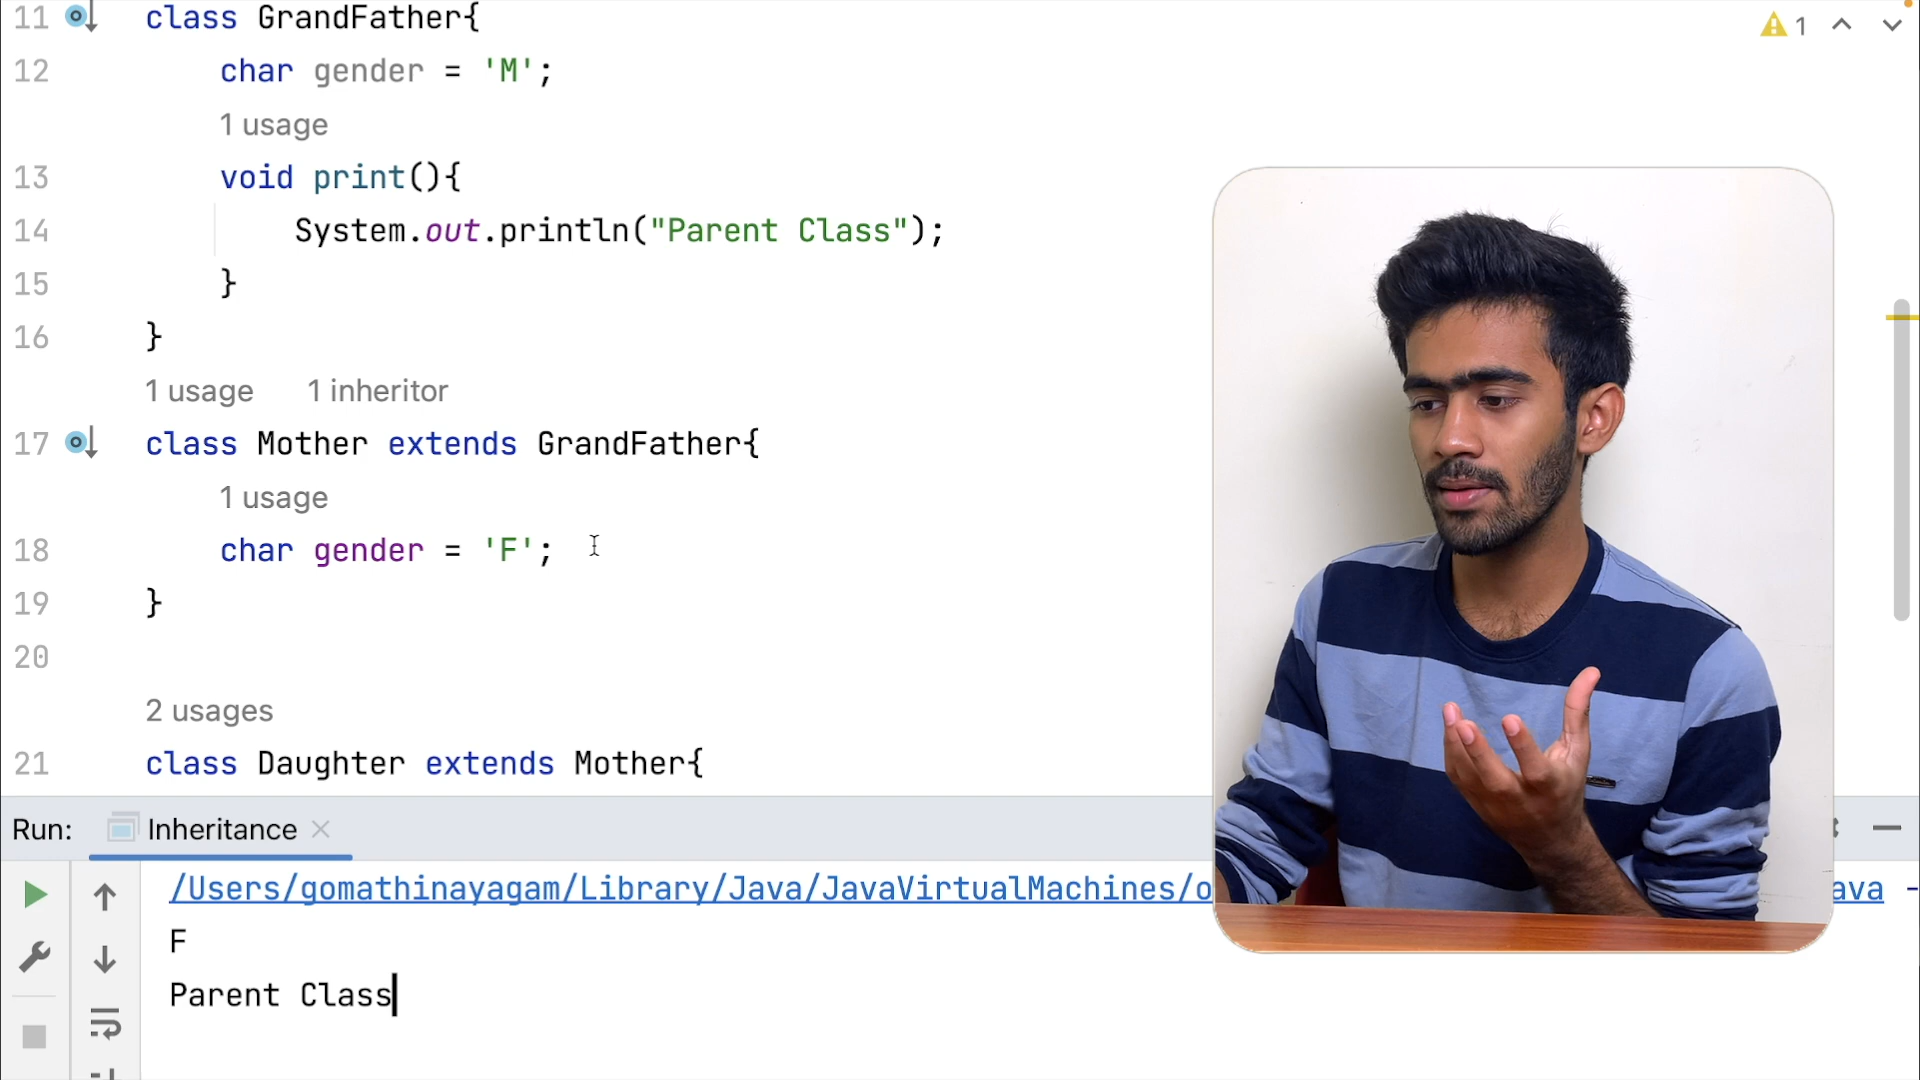 11 class GrandFather{
1
12 char gender = 'M';
1 usage
13 void print(){
14 System.out.println("Parent Class");
15 }
16 }
1 usage 1 inheritor
17 class Mother extends GrandFather{
1 usage
18 char gender = 'F';
19 }
20
2 usages
21 class Daughter extends Mother{
Run: Inheritance
/Users/gomathinayagam/Library/Java/JavaVirtualMachines/o ava -
F
Parent Class